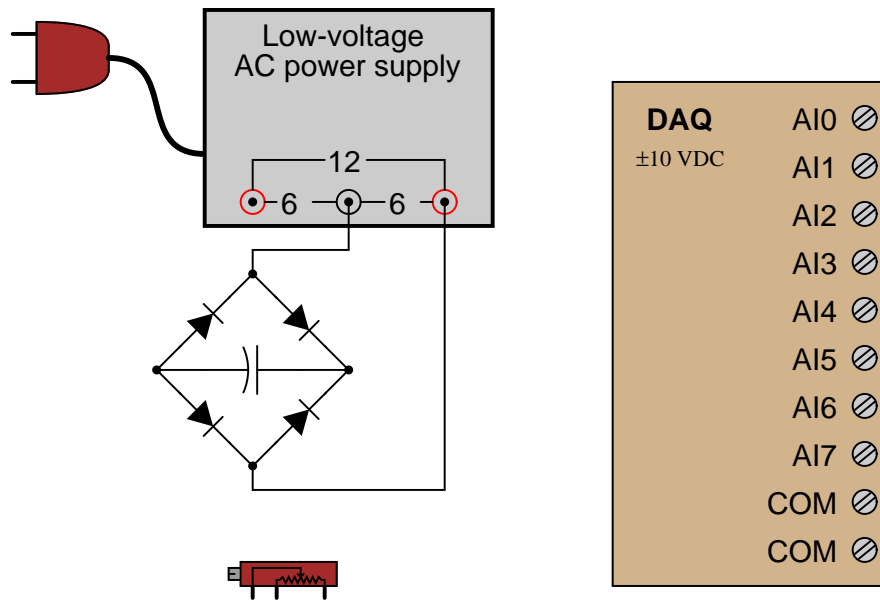 Low-voltage
AC power supply
12
6 6
DAQ
±10 VDC
AI0
AI1
AI2
AI3
AI4
AI5
AI6
AI7
COM
COM